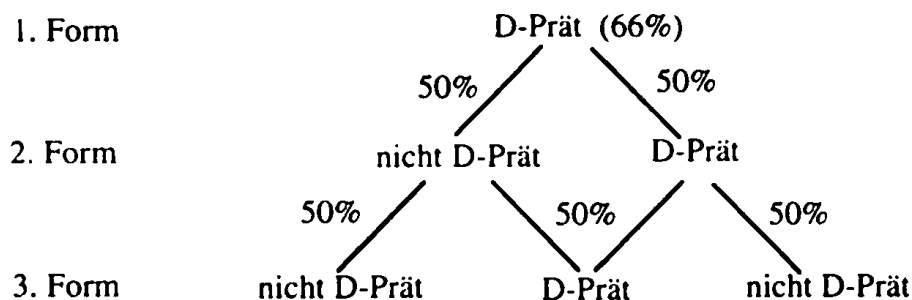 1. Form D-Prät (66%)
50% 50%
2. Form nicht D-Prät D-Prät
50% 50% 50%
3. Form nicht D-Prät D-Prät nicht D-Prät